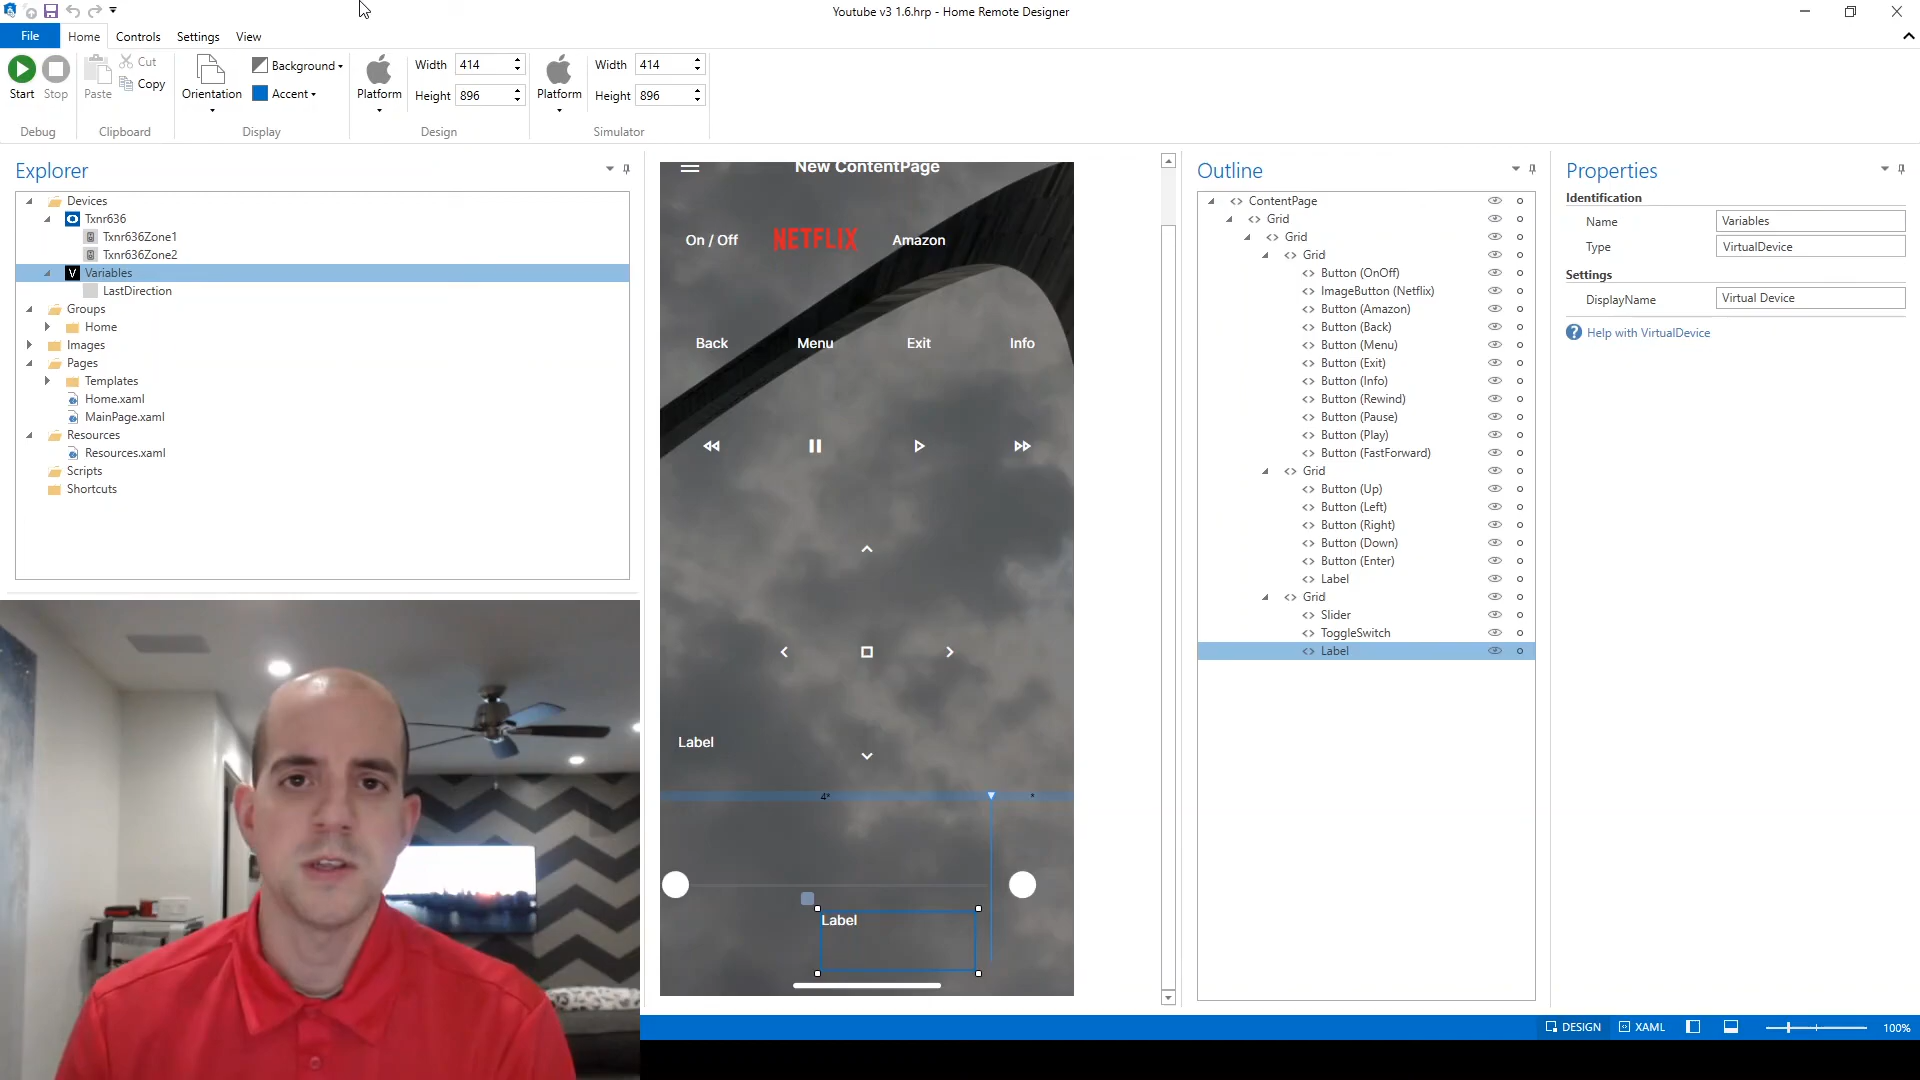 Youtube v3 1.6.hrp - Home Remote Designer
File Home Controls Settings View
Start
Stop
Debug
Paste
Cut
Copy
Clipboard
Orientation
Background
Accent
Display
Platform
Width 414
Height 896
Design
Platform
Width 414
Height 896
Simulator
Explorer
Devices
Txnr636
Txnr636Zone1
Txnr636Zone2
V Variables
LastDirection
Groups
Home
Images
Pages
Templates
Home.xaml
MainPage.xaml
Resources
Resources.xaml
Scripts
Shortcuts
New ContentPage
On / Off NETFLIX Amazon
Back Menu Exit Info
Label
4* *
Label
Outline
ContentPage
Grid
Grid
Grid
Button (OnOff)
ImageButton (Netflix)
Button (Amazon)
Button (Back)
Button (Menu)
Button (Exit)
Button (Info)
Button (Rewind)
Button (Pause)
Button (Play)
Button (FastForward)
Grid
Button (Up)
Button (Left)
Button (Right)
Button (Down)
Button (Enter)
Label
Grid
Slider
ToggleSwitch
Label
Properties
Identification
Name Variables
Type VirtualDevice
Settings
DisplayName Virtual Device
? Help with VirtualDevice
DESIGN XAML 100%